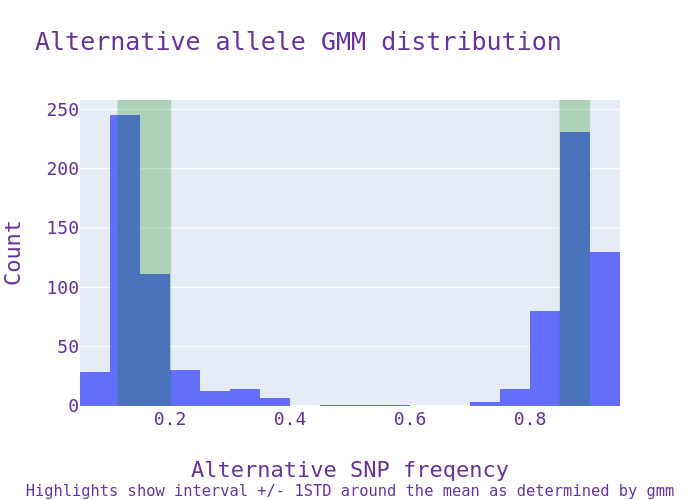 Alternative allele GMM distribution
250
200
150
100
50
0
Count
0.2 0.4 0.6 0.8
Alternative SNP freqency
Highlights show interval +/- 1STD around the mean as determined by gmm